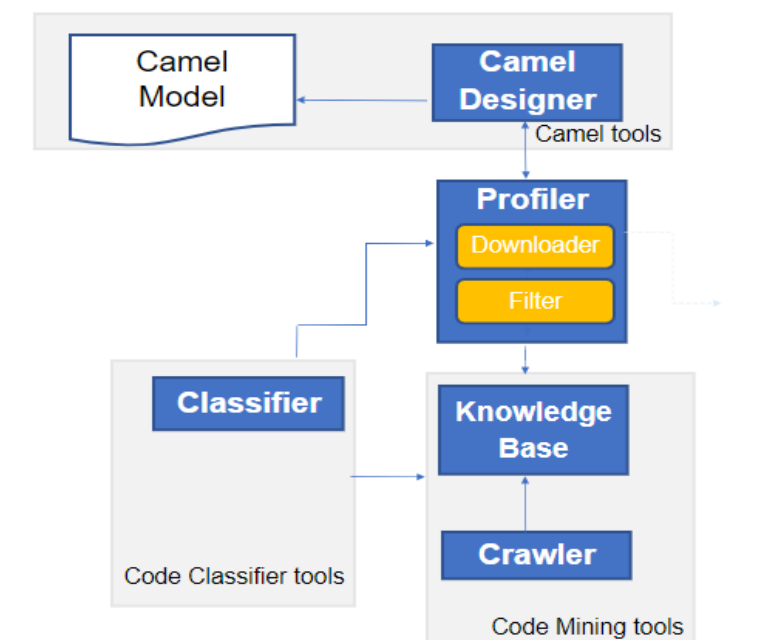 Camel
Model
Camel
Designer
Camel tools
Profiler
Downloader
Filter
Classifier
Code Classifier tools
Knowledge
Base
Crawler
Code Mining tools